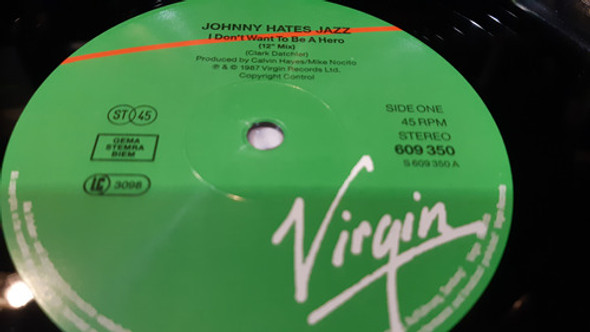 JOHNNY HATES JAZZ
I Don't Want To Be A Hero
(12" Mix)
(Clark Datchler)
Produced by Calvin Hayes/Mike Nocito
℗ & © 1987 Virgin Records Ltd.
Copyright Control
ST 45
GEMA
STEMRA
BIEM
LC 3098
SIDE ONE
45 RPM
STEREO
609 350
S 609 350 A
Virgin